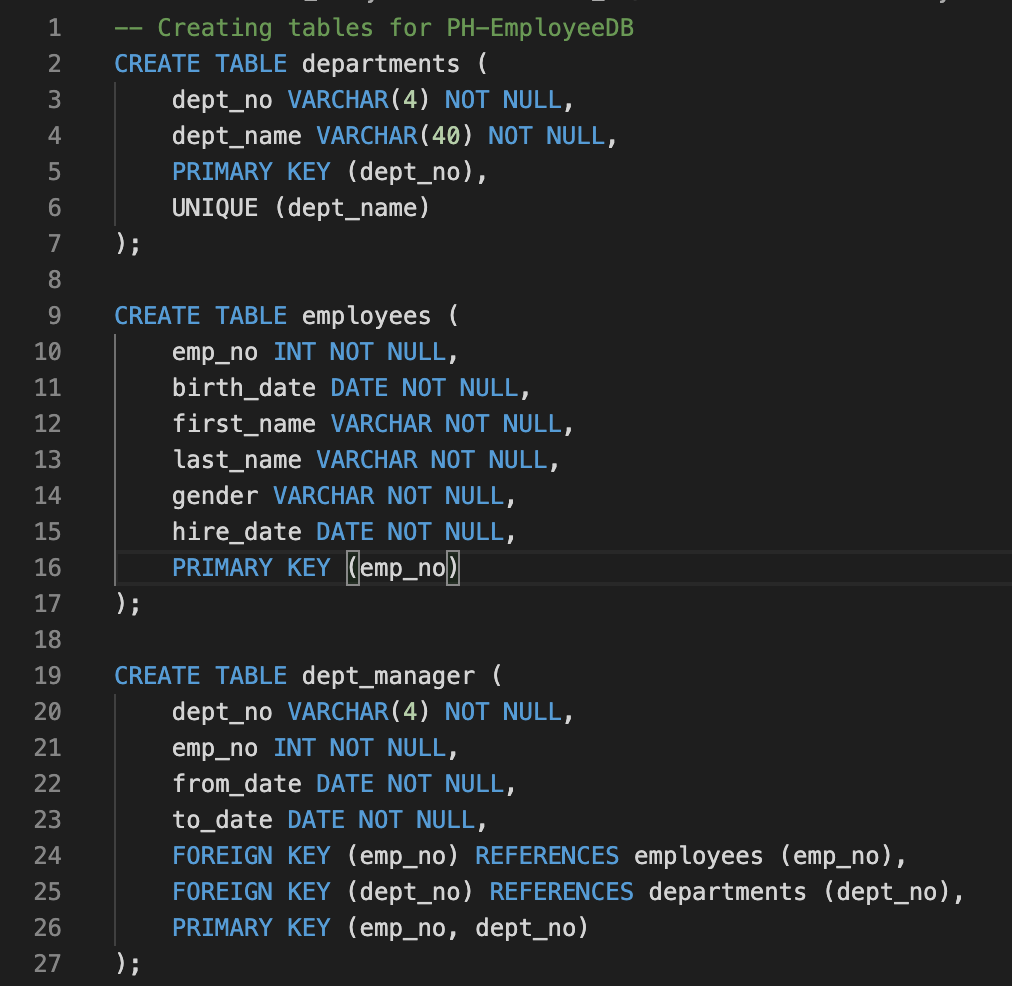 1 -- Creating tables for PH-EmployeeDB
2 CREATE TABLE departments (
3     dept_no VARCHAR(4) NOT NULL,
4     dept_name VARCHAR(40) NOT NULL,
5     PRIMARY KEY (dept_no),
6     UNIQUE (dept_name)
7 );
8
9 CREATE TABLE employees (
10     emp_no INT NOT NULL,
11     birth_date DATE NOT NULL,
12     first_name VARCHAR NOT NULL,
13     last_name VARCHAR NOT NULL,
14     gender VARCHAR NOT NULL,
15     hire_date DATE NOT NULL,
16     PRIMARY KEY (emp_no)
17 );
18
19 CREATE TABLE dept_manager (
20     dept_no VARCHAR(4) NOT NULL,
21     emp_no INT NOT NULL,
22     from_date DATE NOT NULL,
23     to_date DATE NOT NULL,
24     FOREIGN KEY (emp_no) REFERENCES employees (emp_no),
25     FOREIGN KEY (dept_no) REFERENCES departments (dept_no),
26     PRIMARY KEY (emp_no, dept_no)
27 );